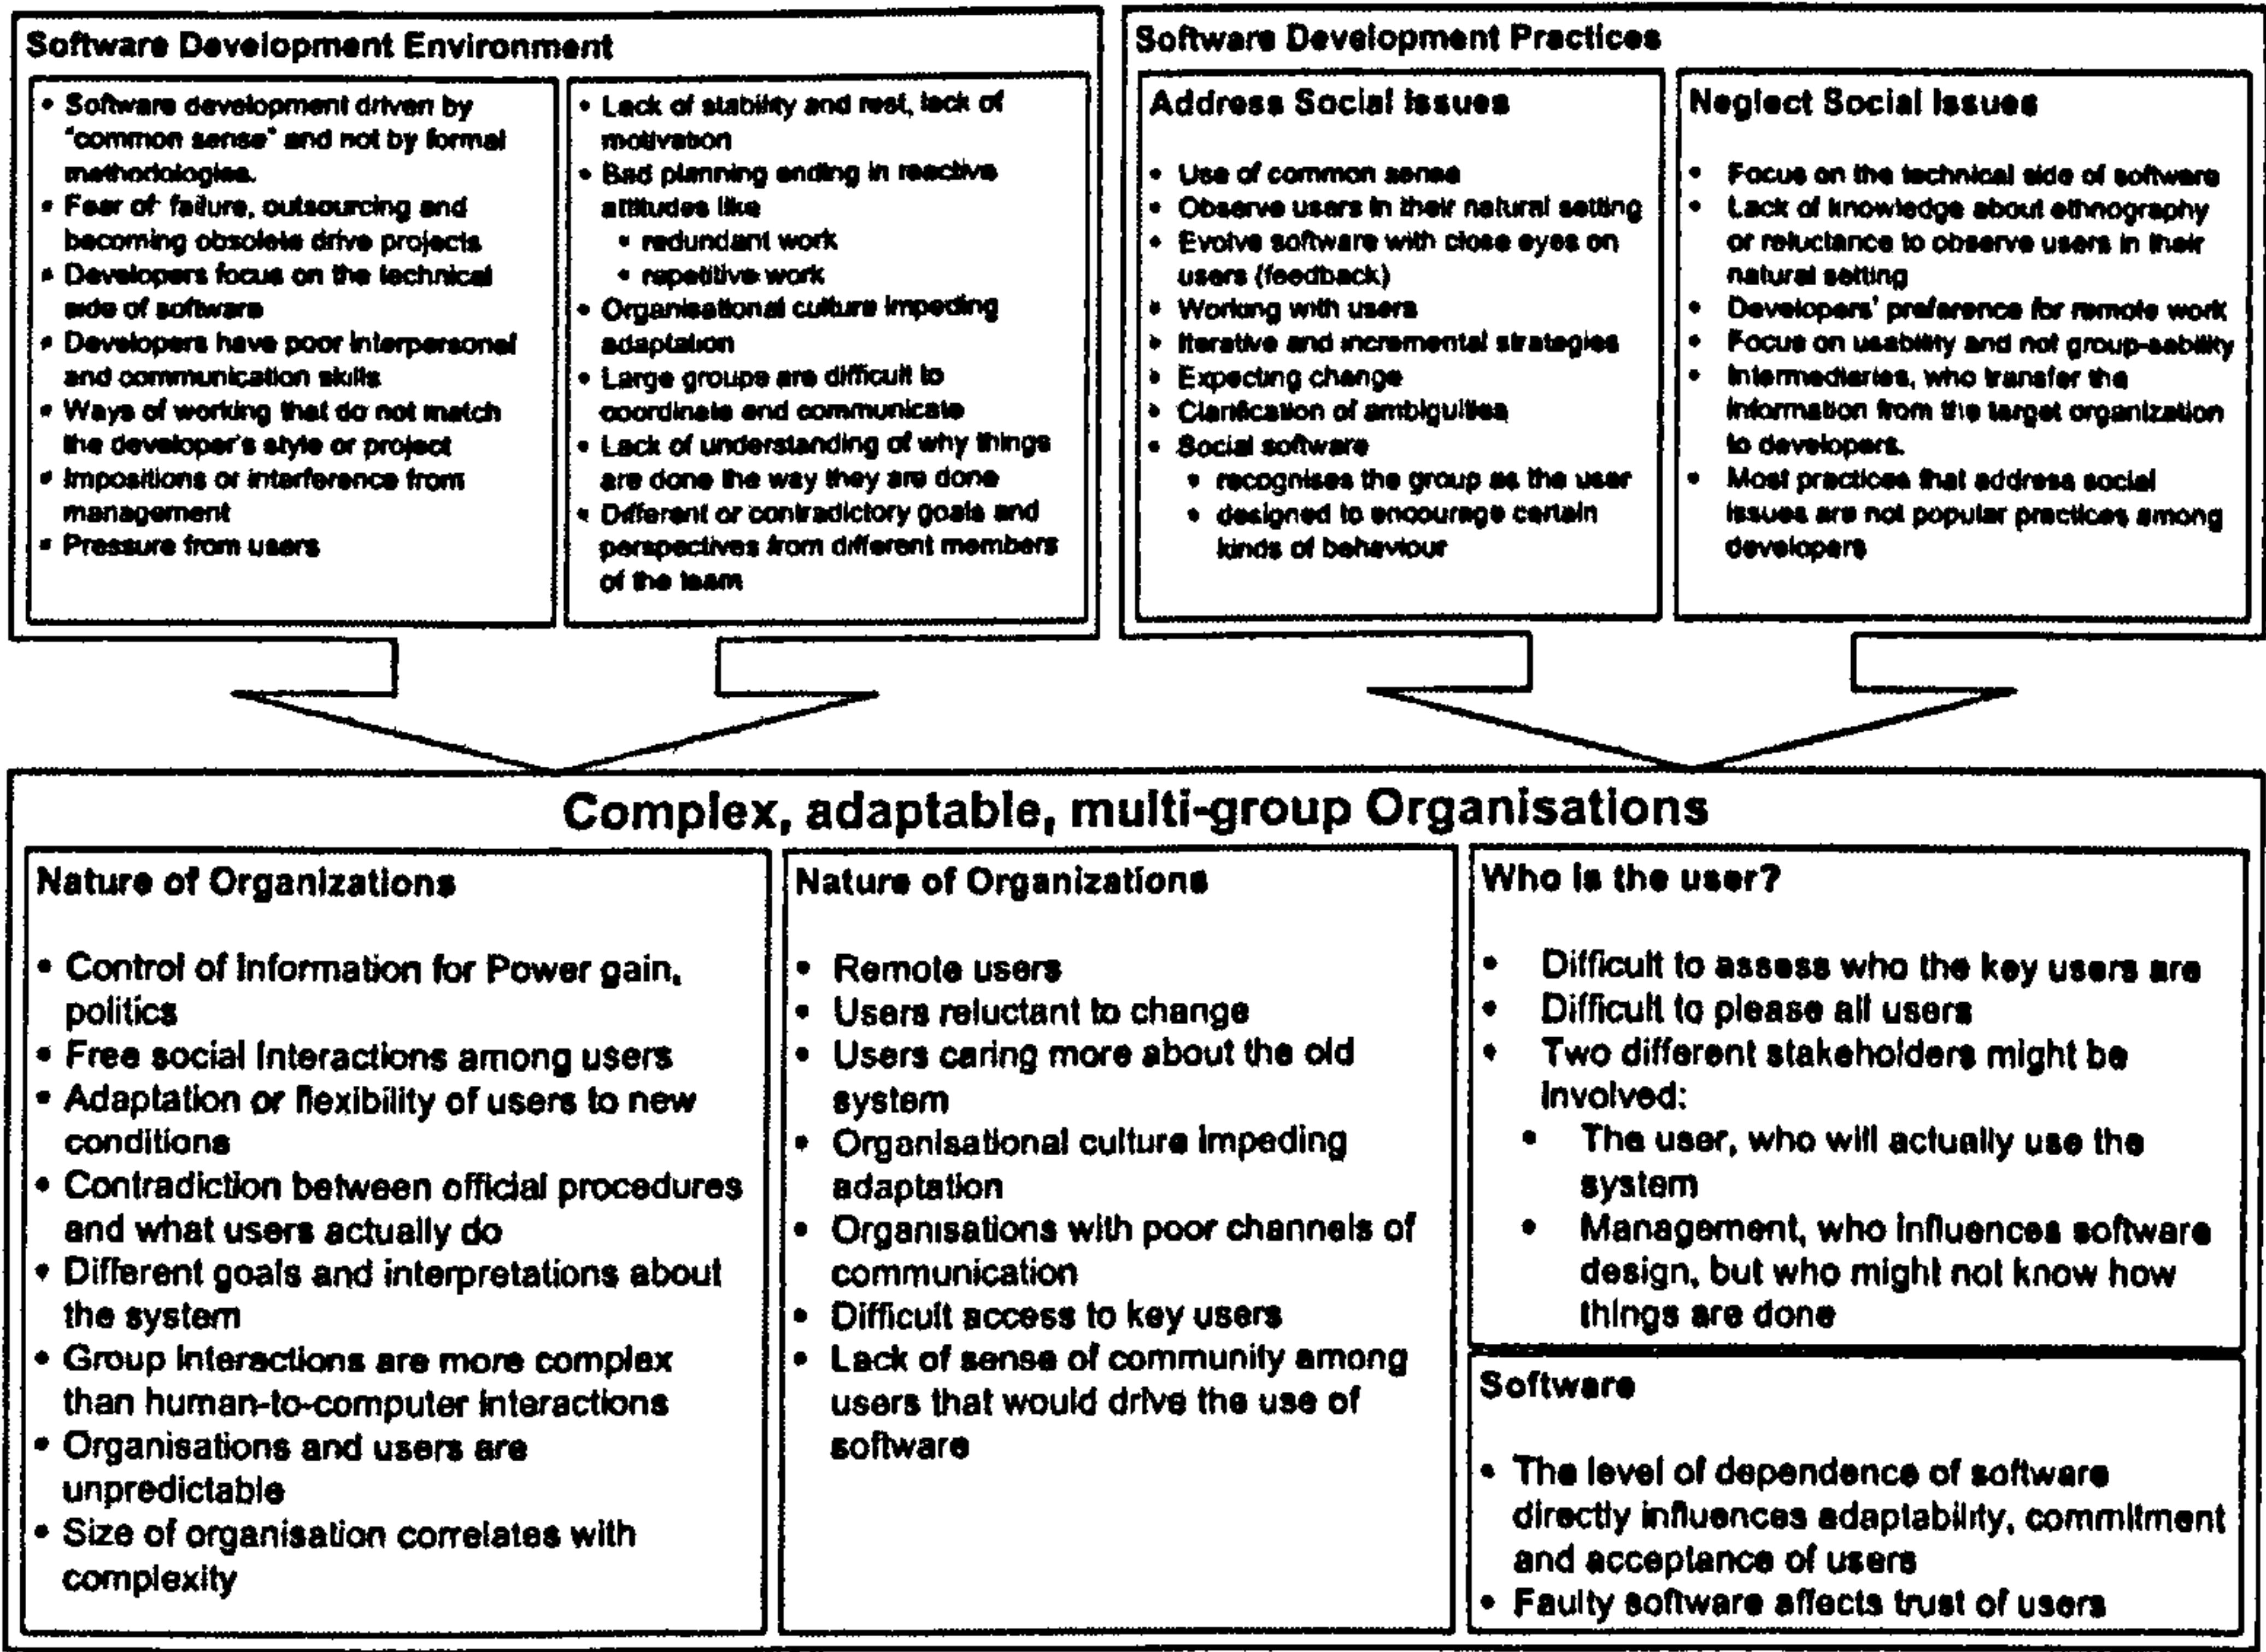 Software Development Environment
• Software development driven by
"common sense" and not by formal
methodologies.
• Fear of failure, outsourcing and
becoming obsolete drive projects
• Developers focus on the technical
side of software
• Developers have poor interpersonal
and communication skills
• Ways of working that do not match
the developer's style or project
• Impositions or interference from
management
• Pressure from users
• Lack of stability and rest, lack of
motivation
• Bad planning ending in reactive
attitudes like
• redundant work
• repetitive work
• Organisational culture impeding
adaptation
• Large groups are difficult to
coordinate and communicate
• Lack of understanding of why things
are done the way they are done
• Different or contradictory goals and
perspectives from different members
of the team
Software Development Practices
Address Social Issues
• Use of common sense
• Observe users in their natural setting
• Evolve software with close eyes on
users (feedback)
• Working with users
• Iterative and incremental strategies
• Expecting change
• Clarification of ambiguities
• Social software
• recognises the group as the user
• designed to encourage certain
kinds of behaviour
Neglect Social Issues
• Focus on the technical side of software
• Lack of knowledge about ethnography
or reluctance to observe users in their
natural setting
• Developers' preference for remote work
• Focus on usability and not group-sability
• Intermediaries, who transfer the
information from the target organization
to developers.
• Most practices that address social
issues are not popular practices among
developers
Complex, adaptable, multi-group Organisations
Nature of Organizations
• Control of Information for Power gain,
politics
• Free social Interactions among users
• Adaptation or flexibility of users to new
conditions
• Contradiction between official procedures
and what users actually do
• Different goals and interpretations about
the system
• Group Interactions are more complex
than human-to-computer interactions
• Organisations and users are
unpredictable
• Size of organisation correlates with
complexity
Nature of Organizations
• Remote users
• Users reluctant to change
• Users caring more about the old
system
• Organisational culture impeding
adaptation
• Organisations with poor channels of
communication
• Difficult access to key users
• Lack of sense of community among
users that would drive the use of
software
Who is the user?
• Difficult to assess who the key users are
• Difficult to please all users
• Two different stakeholders might be
involved:
• The user, who will actually use the
system
• Management, who influences software
design, but who might not know how
things are done
Software
• The level of dependence of software
directly influences adaptability, commitment
and acceptance of users
• Faulty software affects trust of users